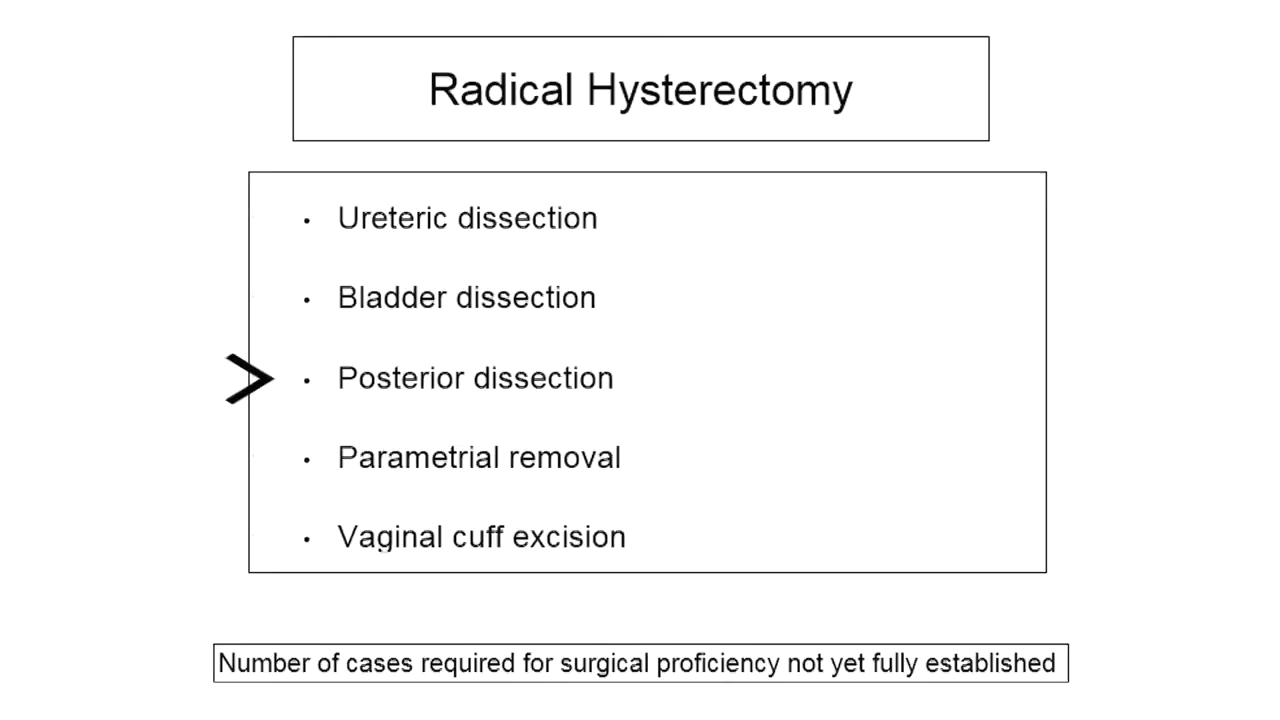 Radical Hysterectomy
• Ureteric dissection
• Bladder dissection
> • Posterior dissection
• Parametrial removal
• Vaginal cuff excision
Number of cases required for surgical proficiency not yet fully established